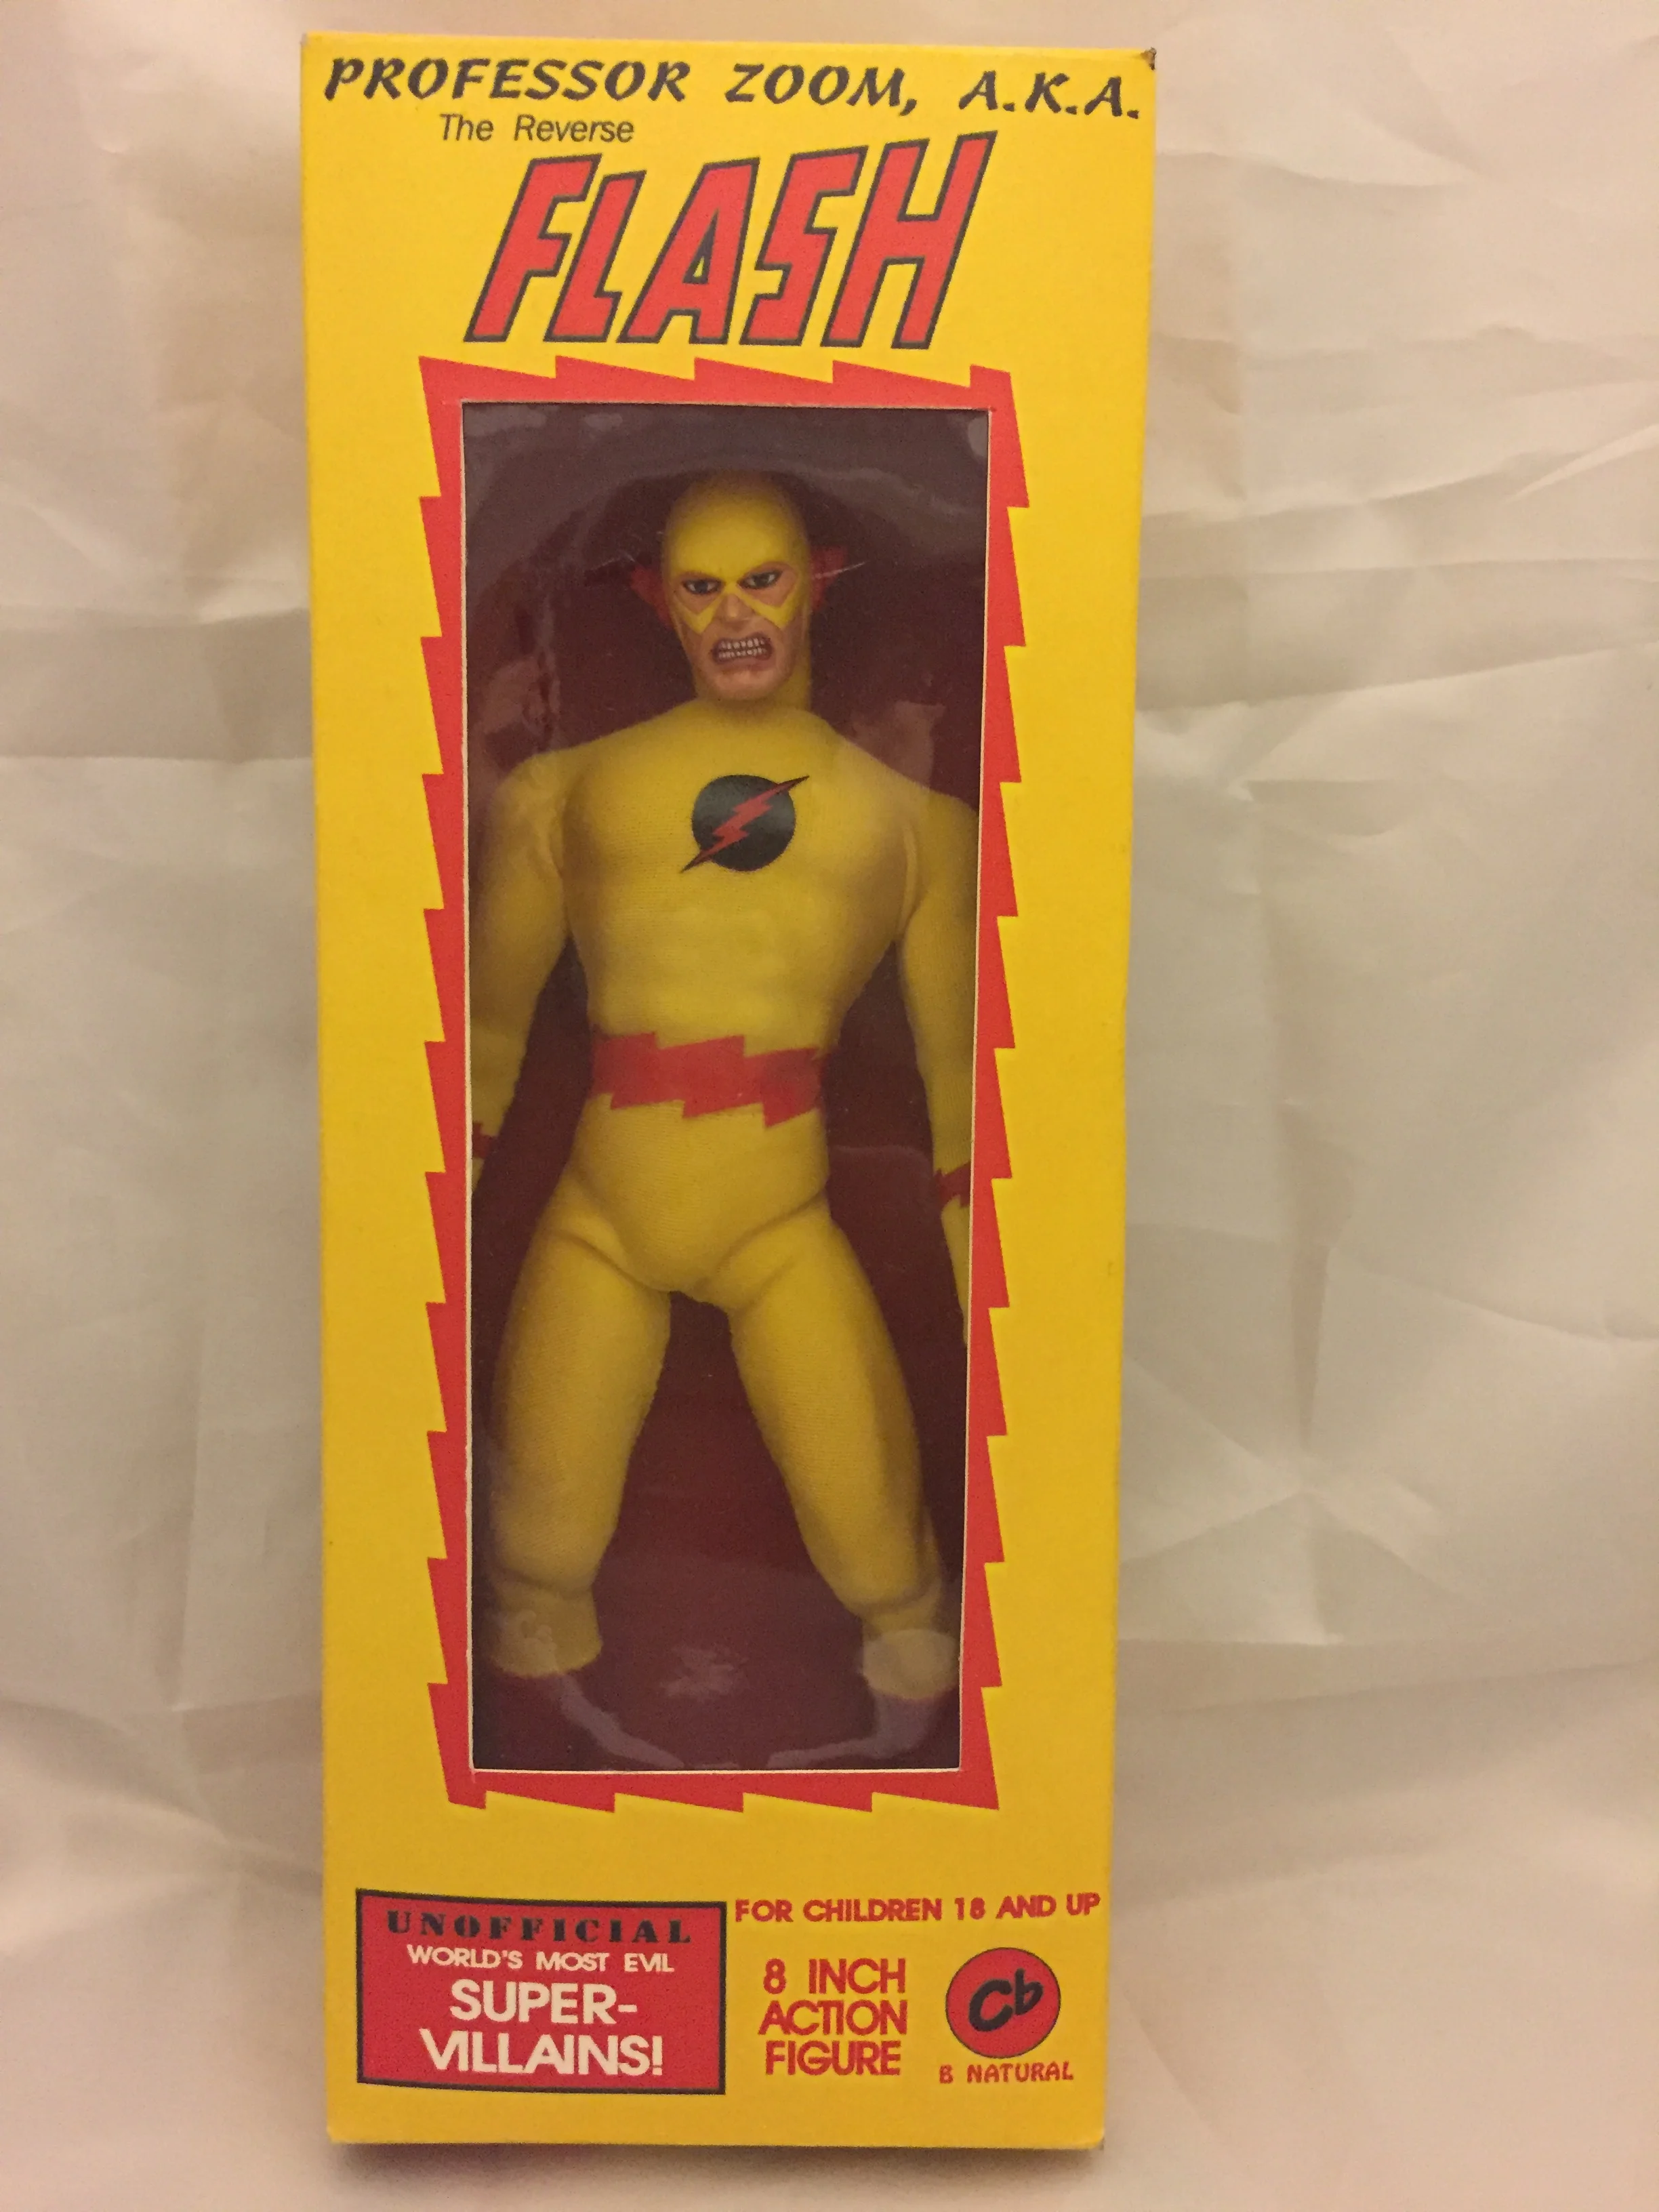 PROFESSOR ZOOM, A.K.A.
The Reverse
FLASH
UNOFFICIAL
WORLD'S MOST EVIL
SUPER-
VILLAINS!
FOR CHILDREN 18 AND UP
8 INCH
ACTION
FIGURE
Cb
B NATURAL